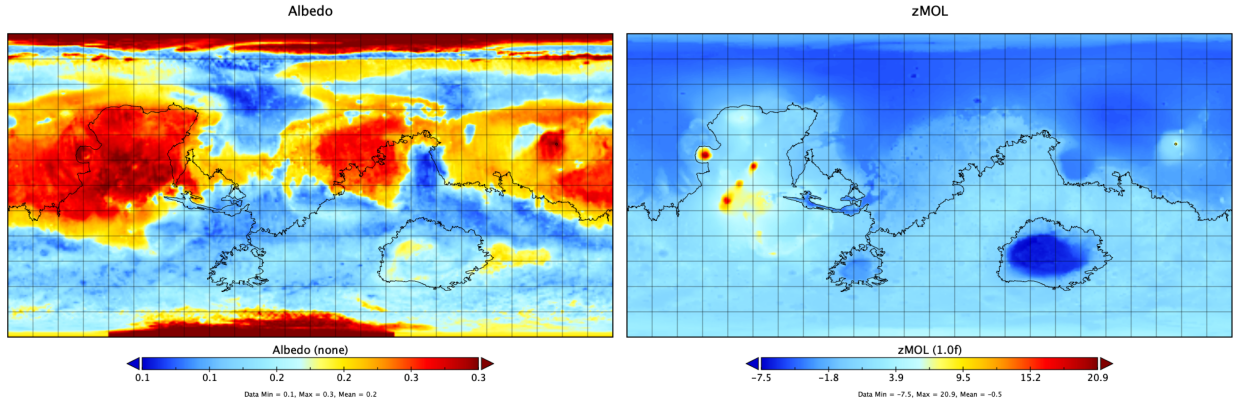 Albedo
zMOL
Albedo (none)
0.1 0.1 0.2 0.2 0.3 0.3
Data Min = 0.1, Max = 0.3, Mean = 0.2
zMOL (1.0f)
−7.5 −1.8 3.9 9.5 15.2 20.9
Data Min = −7.5, Max = 20.9, Mean = −0.5